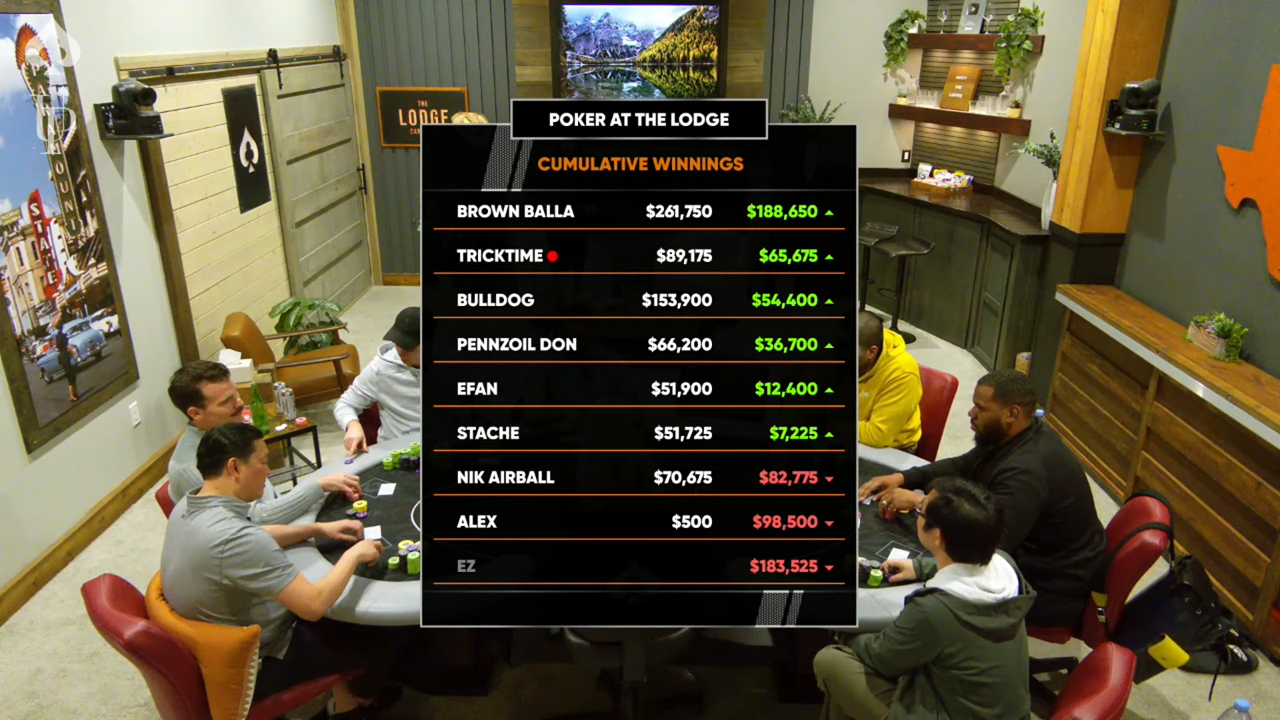 POKER AT THE LODGE
CUMULATIVE WINNINGS
BROWN BALLA $261,750 $188,650
TRICKTIME $89,175 $65,675
BULLDOG $153,900 $54,400
PENNZOIL DON $66,200 $36,700
EFAN $51,900 $12,400
STACHE $51,725 $7,225
NIK AIRBALL $70,675 $82,775
ALEX $500 $98,500
EZ $183,525
THE
LODGE
STATE